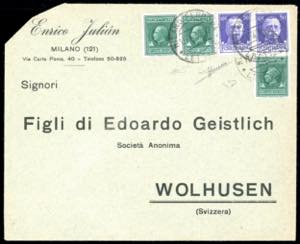 Enrico Juliün
MILANO (121)
Via Carlo Poma, 40 - Telefono 50-626
Signori
Figli di Edoardo Geistlich
Società Anonima
WOLHUSEN
(Svizzera)